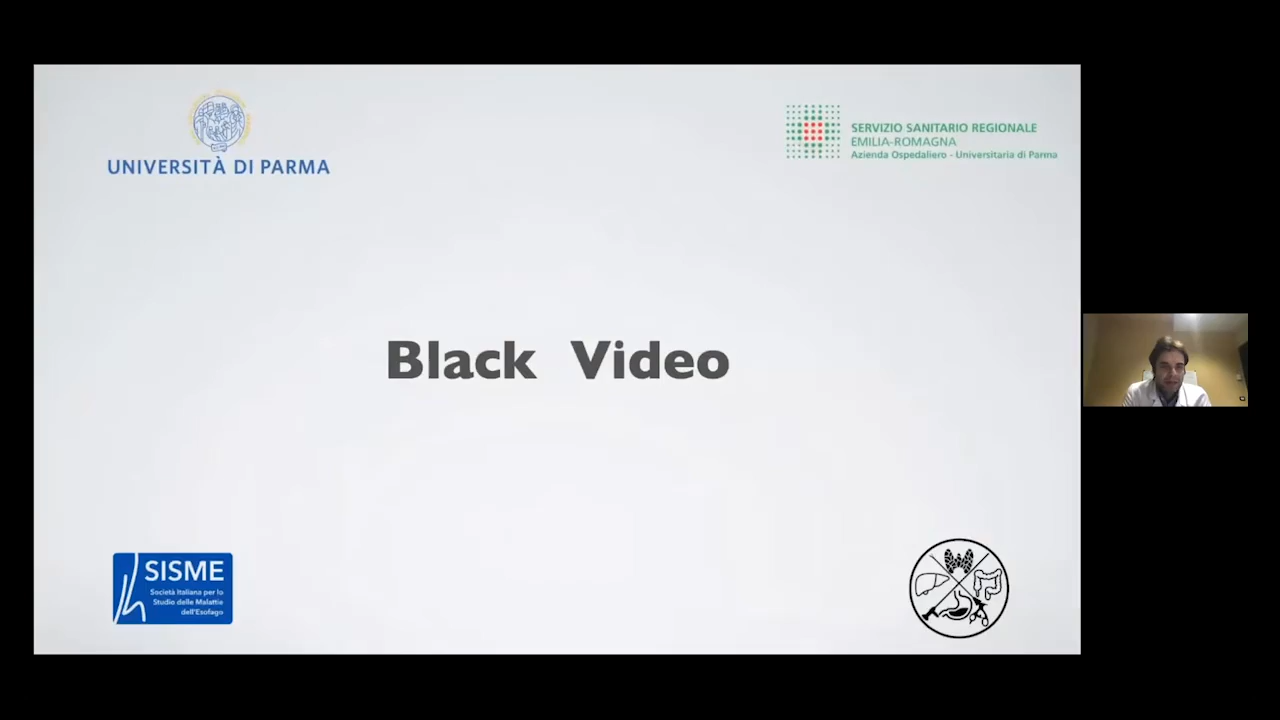 UNIVERSITÀ DI PARMA
SERVIZIO SANITARIO REGIONALE
EMILIA-ROMAGNA
Azienda Ospedaliero - Universitaria di Parma
Black Video
SISME
Società Italiana per lo
Studio delle Malattie
dell'Esofago